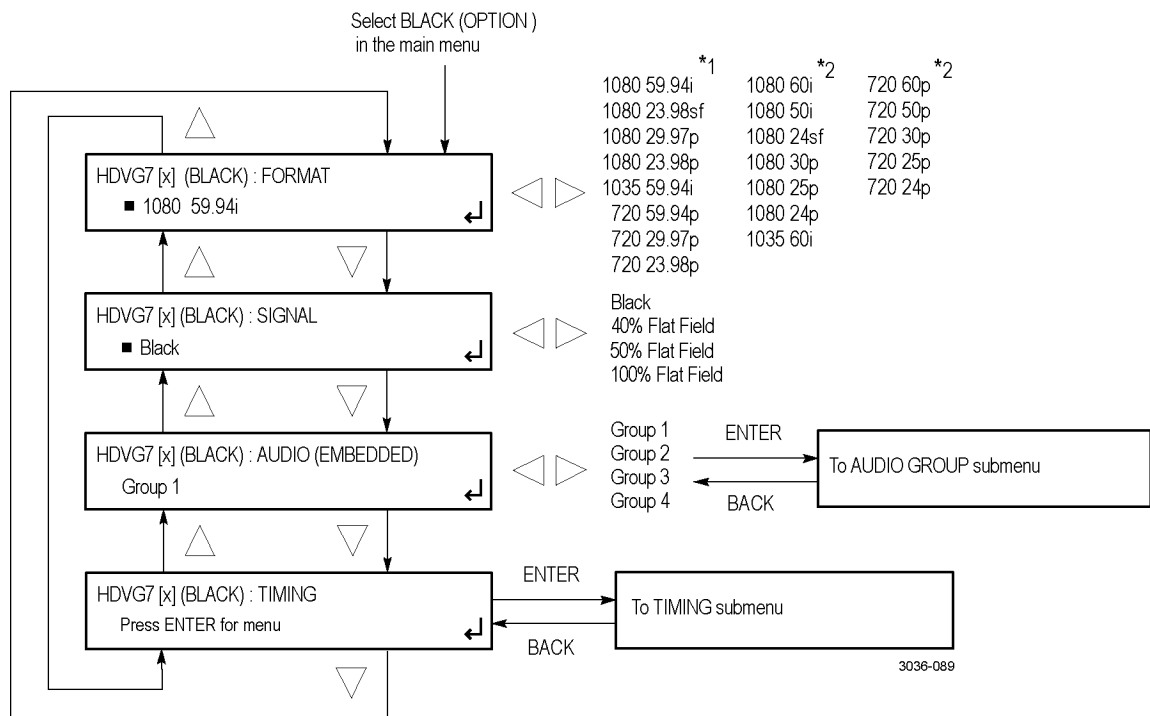 Select BLACK (OPTION )
in the main menu
*1
1080 59.94i
1080 23.98sf
1080 29.97p
1080 23.98p
1035 59.94i
720 59.94p
720 29.97p
720 23.98p
*2
1080 60i
1080 50i
1080 24sf
1080 30p
1080 25p
1080 24p
1035 60i
*2
720 60p
720 50p
720 30p
720 25p
720 24p
HDVG7 [x] (BLACK) : FORMAT
■ 1080 59.94i
HDVG7 [x] (BLACK) : SIGNAL
■ Black
Black
40% Flat Field
50% Flat Field
100% Flat Field
HDVG7 [x] (BLACK) : AUDIO (EMBEDDED)
Group 1
Group 1
Group 2
Group 3
Group 4
ENTER
BACK
To AUDIO GROUP submenu
HDVG7 [x] (BLACK) : TIMING
Press ENTER for menu
ENTER
BACK
To TIMING submenu
3036-089